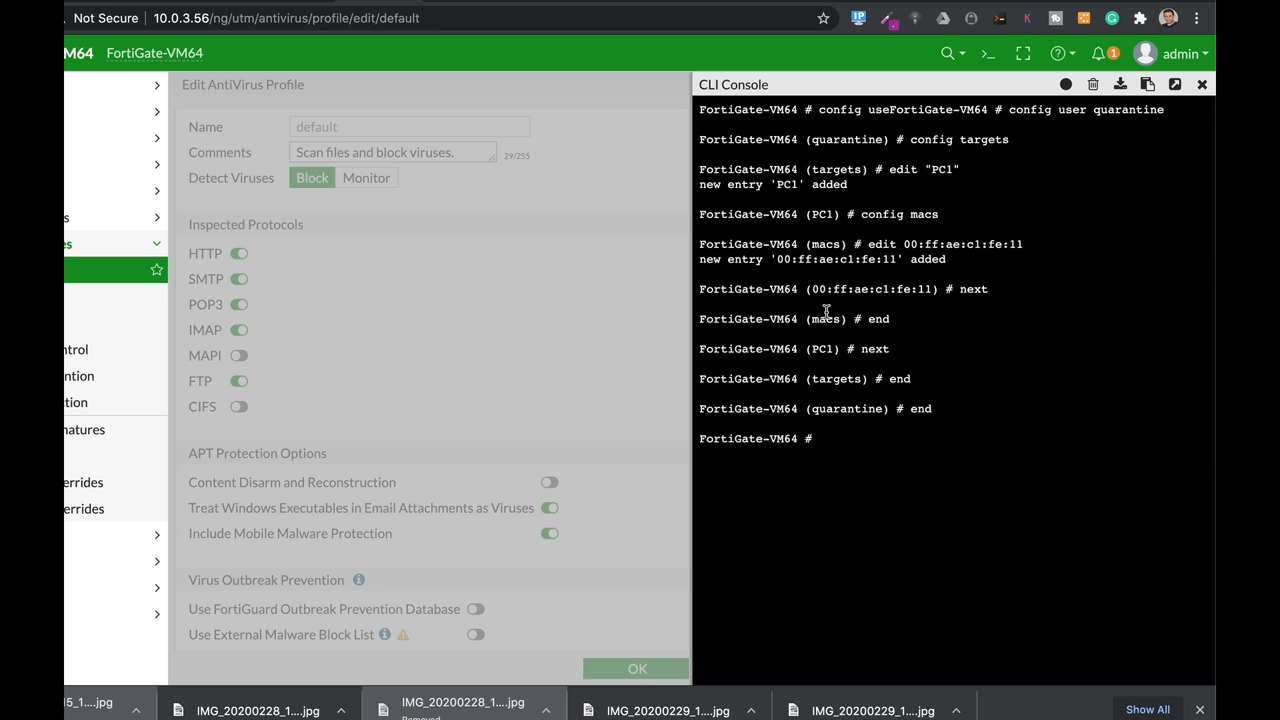 Not Secure 10.0.3.56/ng/utm/antivirus/profile/edit/default
M64 FortiGate-VM64
1 admin
Edit AntiVirus Profile
Name default
Comments Scan files and block viruses. 29/255
Detect Viruses Block Monitor
Inspected Protocols
HTTP
SMTP
POP3
IMAP
MAPI
FTP
CIFS
APT Protection Options
Content Disarm and Reconstruction
Treat Windows Executables in Email Attachments as Viruses
Include Mobile Malware Protection
Virus Outbreak Prevention
Use FortiGuard Outbreak Prevention Database
Use External Malware Block List
OK
s
es
ntrol
ention
ction
natures
errides
errides
CLI Console
FortiGate-VM64 # config useFortiGate-VM64 # config user quarantine
FortiGate-VM64 (quarantine) # config targets
FortiGate-VM64 (targets) # edit "PC1"
new entry 'PC1' added
FortiGate-VM64 (PC1) # config macs
FortiGate-VM64 (macs) # edit 00:ff:ae:c1:fe:11
new entry '00:ff:ae:c1:fe:11' added
FortiGate-VM64 (00:ff:ae:c1:fe:11) # next
FortiGate-VM64 (macs) # end
FortiGate-VM64 (PC1) # next
FortiGate-VM64 (targets) # end
FortiGate-VM64 (quarantine) # end
FortiGate-VM64 #
15_1....jpg
IMG_20200228_1....jpg
IMG_20200228_1....jpg
Removed
IMG_20200229_1....jpg
IMG_20200229_1....jpg
Show All